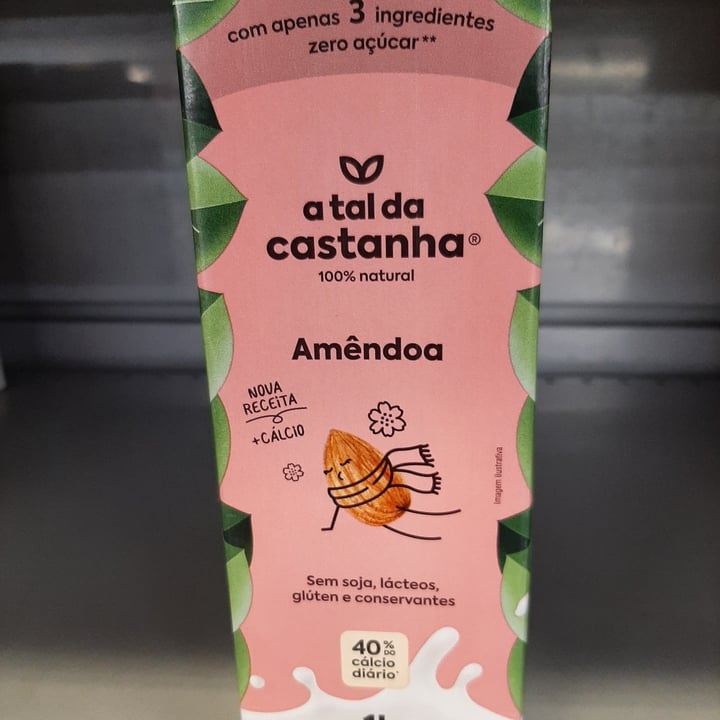 com apenas 3 ingredientes
zero açúcar**
a tal da
castanha®
100% natural
Amêndoa
NOVA
RECEITA
+CÁLCIO
Imagem ilustrativa
Sem soja, lácteos,
glúten e conservantes
40% DO
cálcio
diário*
1L